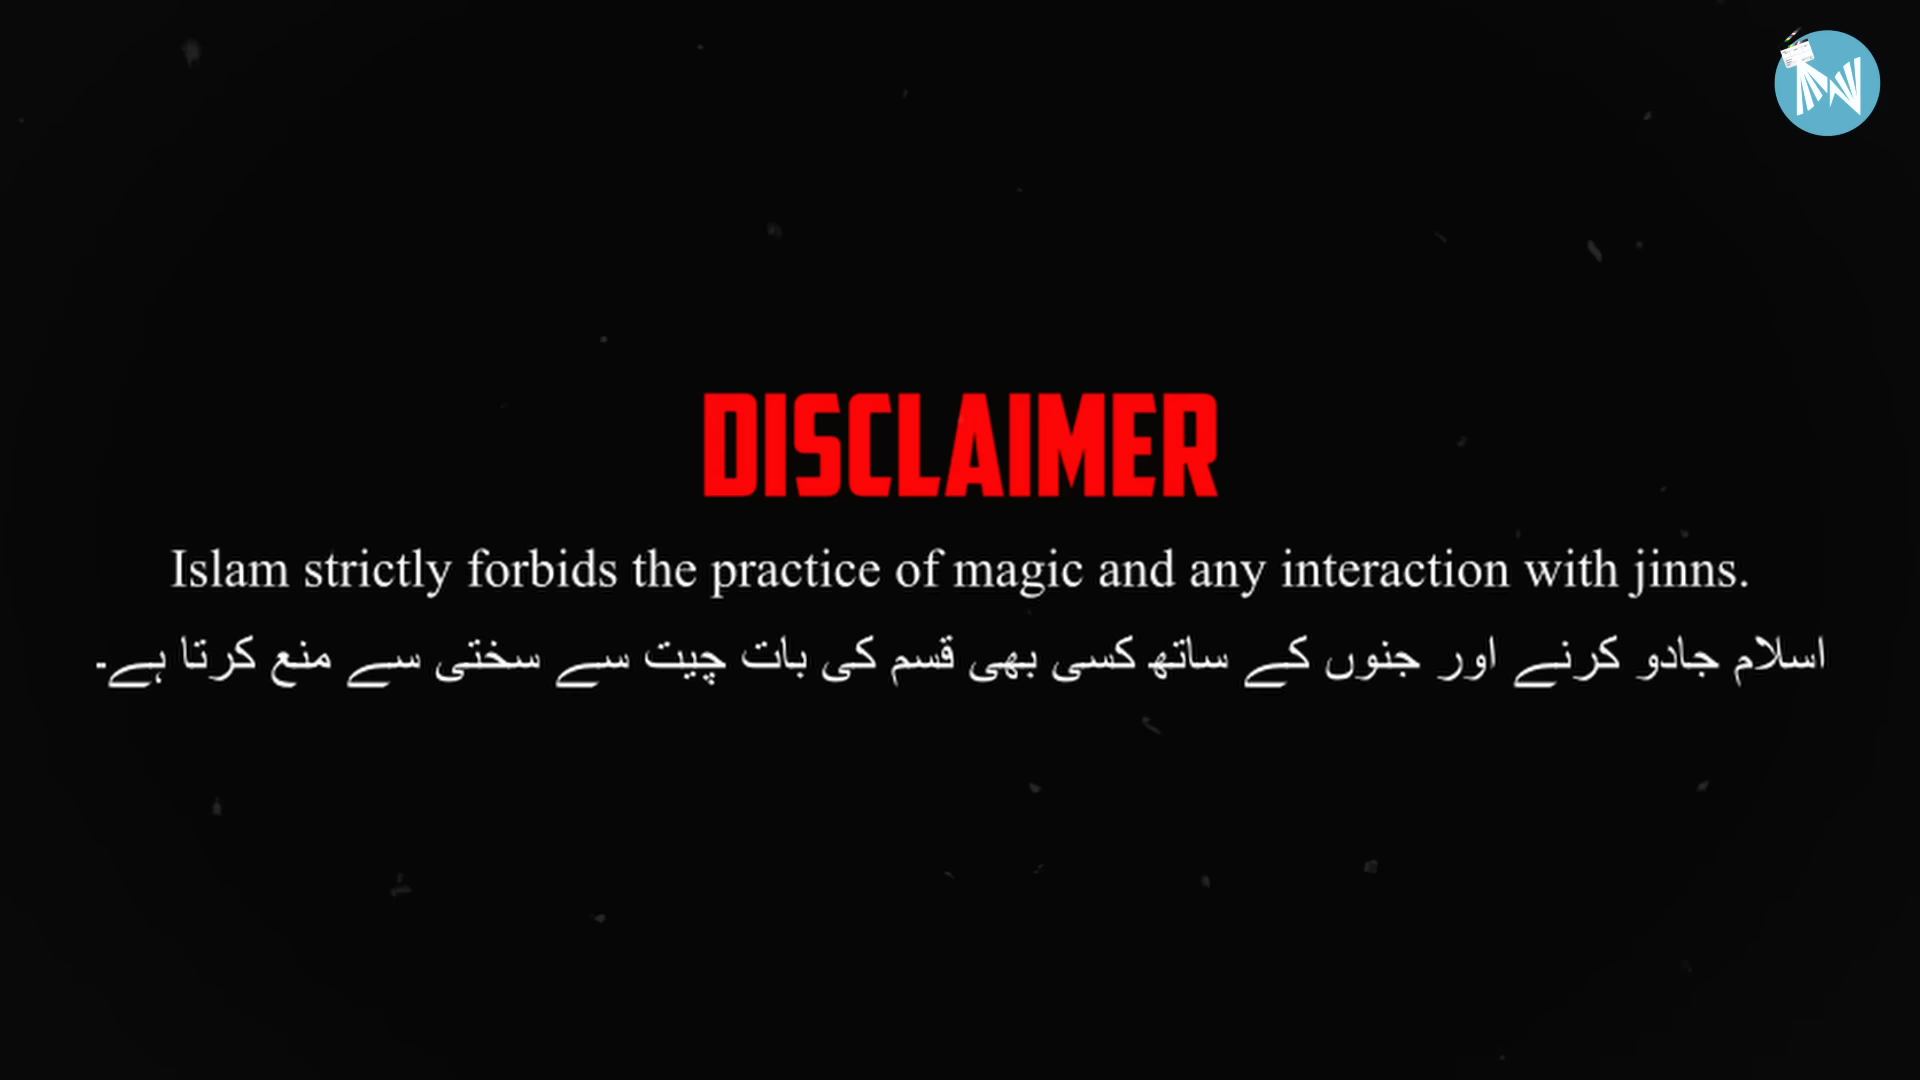 DISCLAIMER
Islam strictly forbids the practice of magic and any interaction with jinns.
اسلام جادو کرنے اور جنوں کے ساتھ کسی بھی قسم کی بات چیت سے سختی سے منع کرتا ہے۔